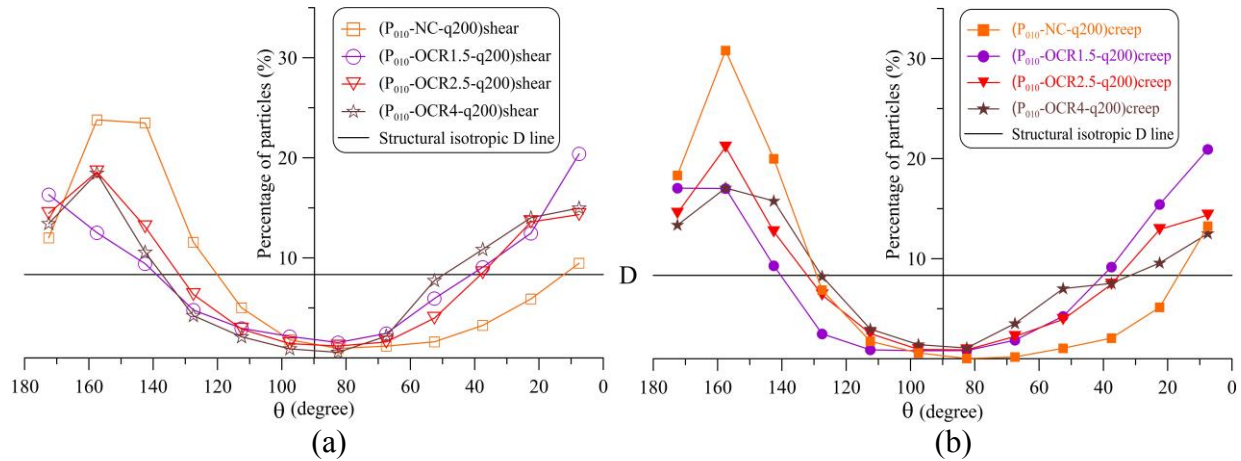 (P₀₁₀-NC-q200)shear
(P₀₁₀-OCR1.5-q200)shear
(P₀₁₀-OCR2.5-q200)shear
(P₀₁₀-OCR4-q200)shear
Structural isotropic D line
Percentage of particles (%)
30
20
10
180 160 140 120 100 80 60 40 20 0
θ (degree)
(a)
(P₀₁₀-NC-q200)creep
(P₀₁₀-OCR1.5-q200)creep
(P₀₁₀-OCR2.5-q200)creep
(P₀₁₀-OCR4-q200)creep
Structural isotropic D line
Percentage of particles (%)
30
20
10
D
180 160 140 120 100 80 60 40 20 0
θ (degree)
(b)